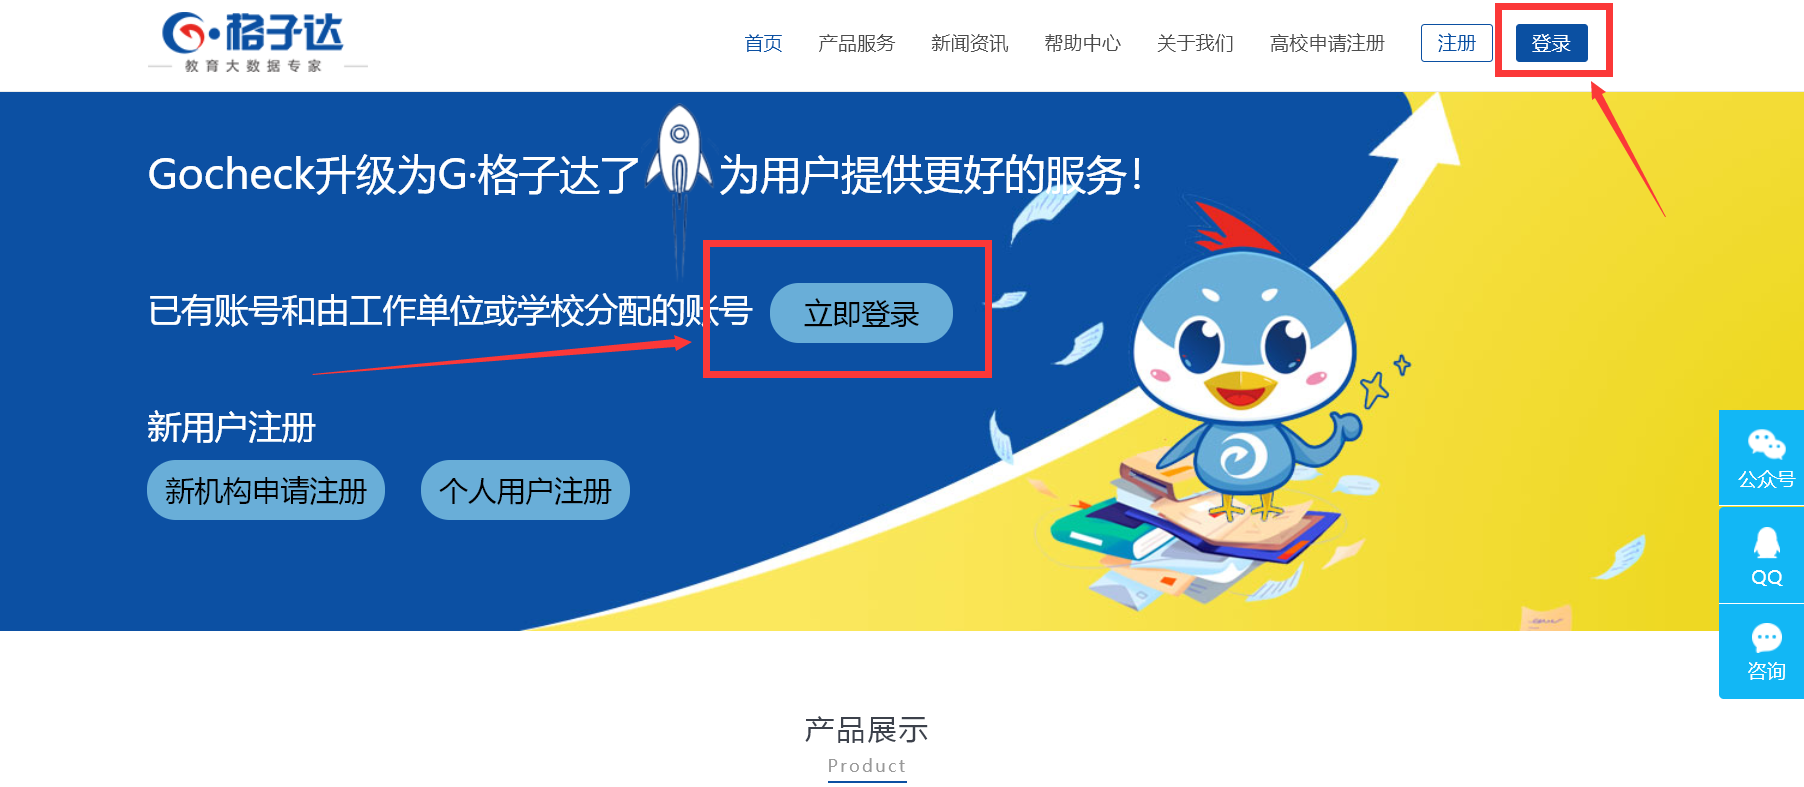 G·格子达
教育大数据专家
首页 产品服务 新闻资讯 帮助中心 关于我们 高校申请注册 注册 登录
Gocheck升级为G·格子达了 为用户提供更好的服务！
已有账号和由工作单位或学校分配的账号 立即登录
新用户注册
新机构申请注册 个人用户注册
公众号
QQ
咨询
产品展示
Product